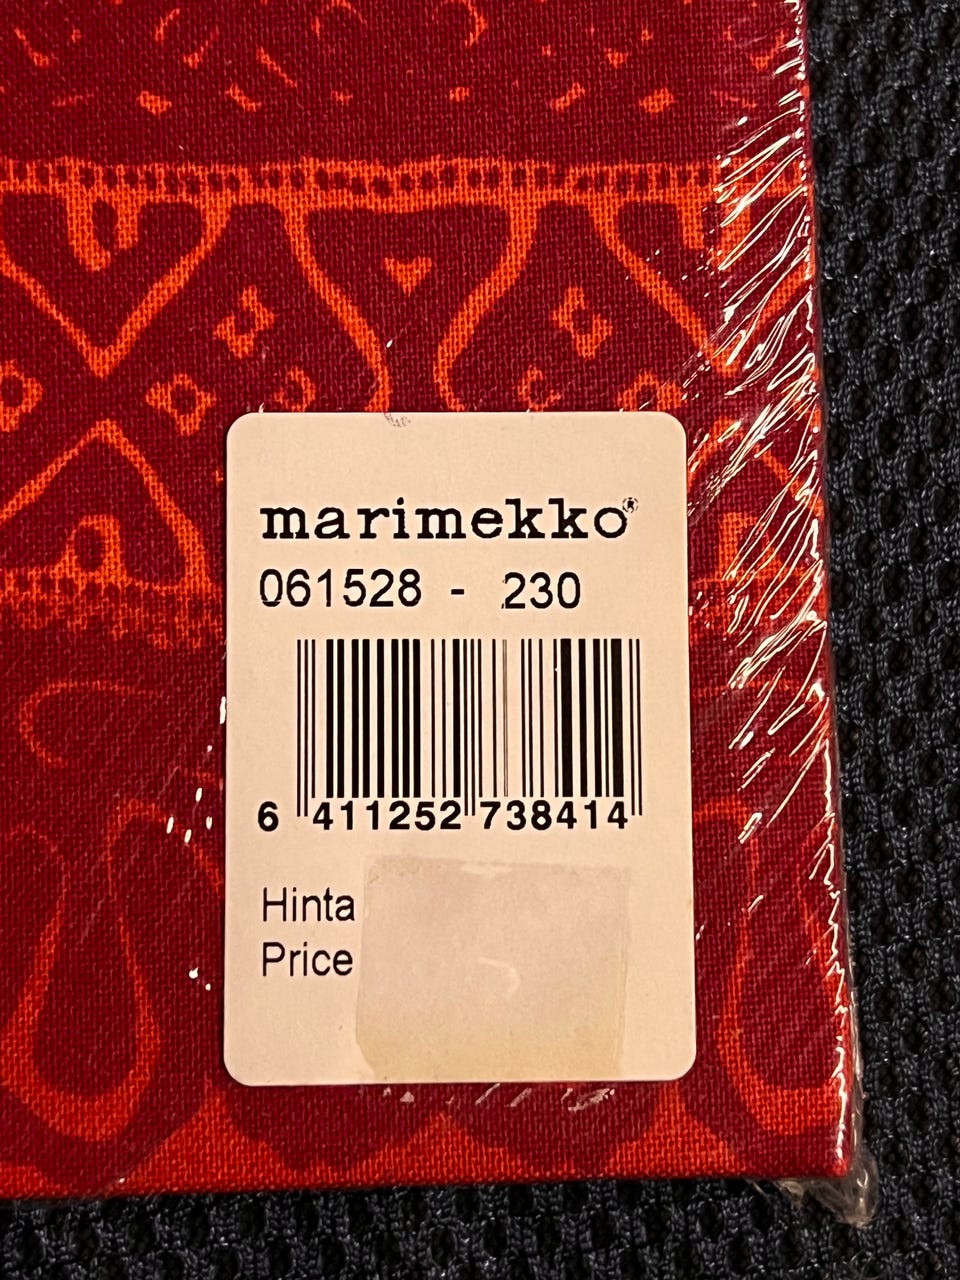 marimekko®
061528 - 230
6 411252 738414
Hinta
Price